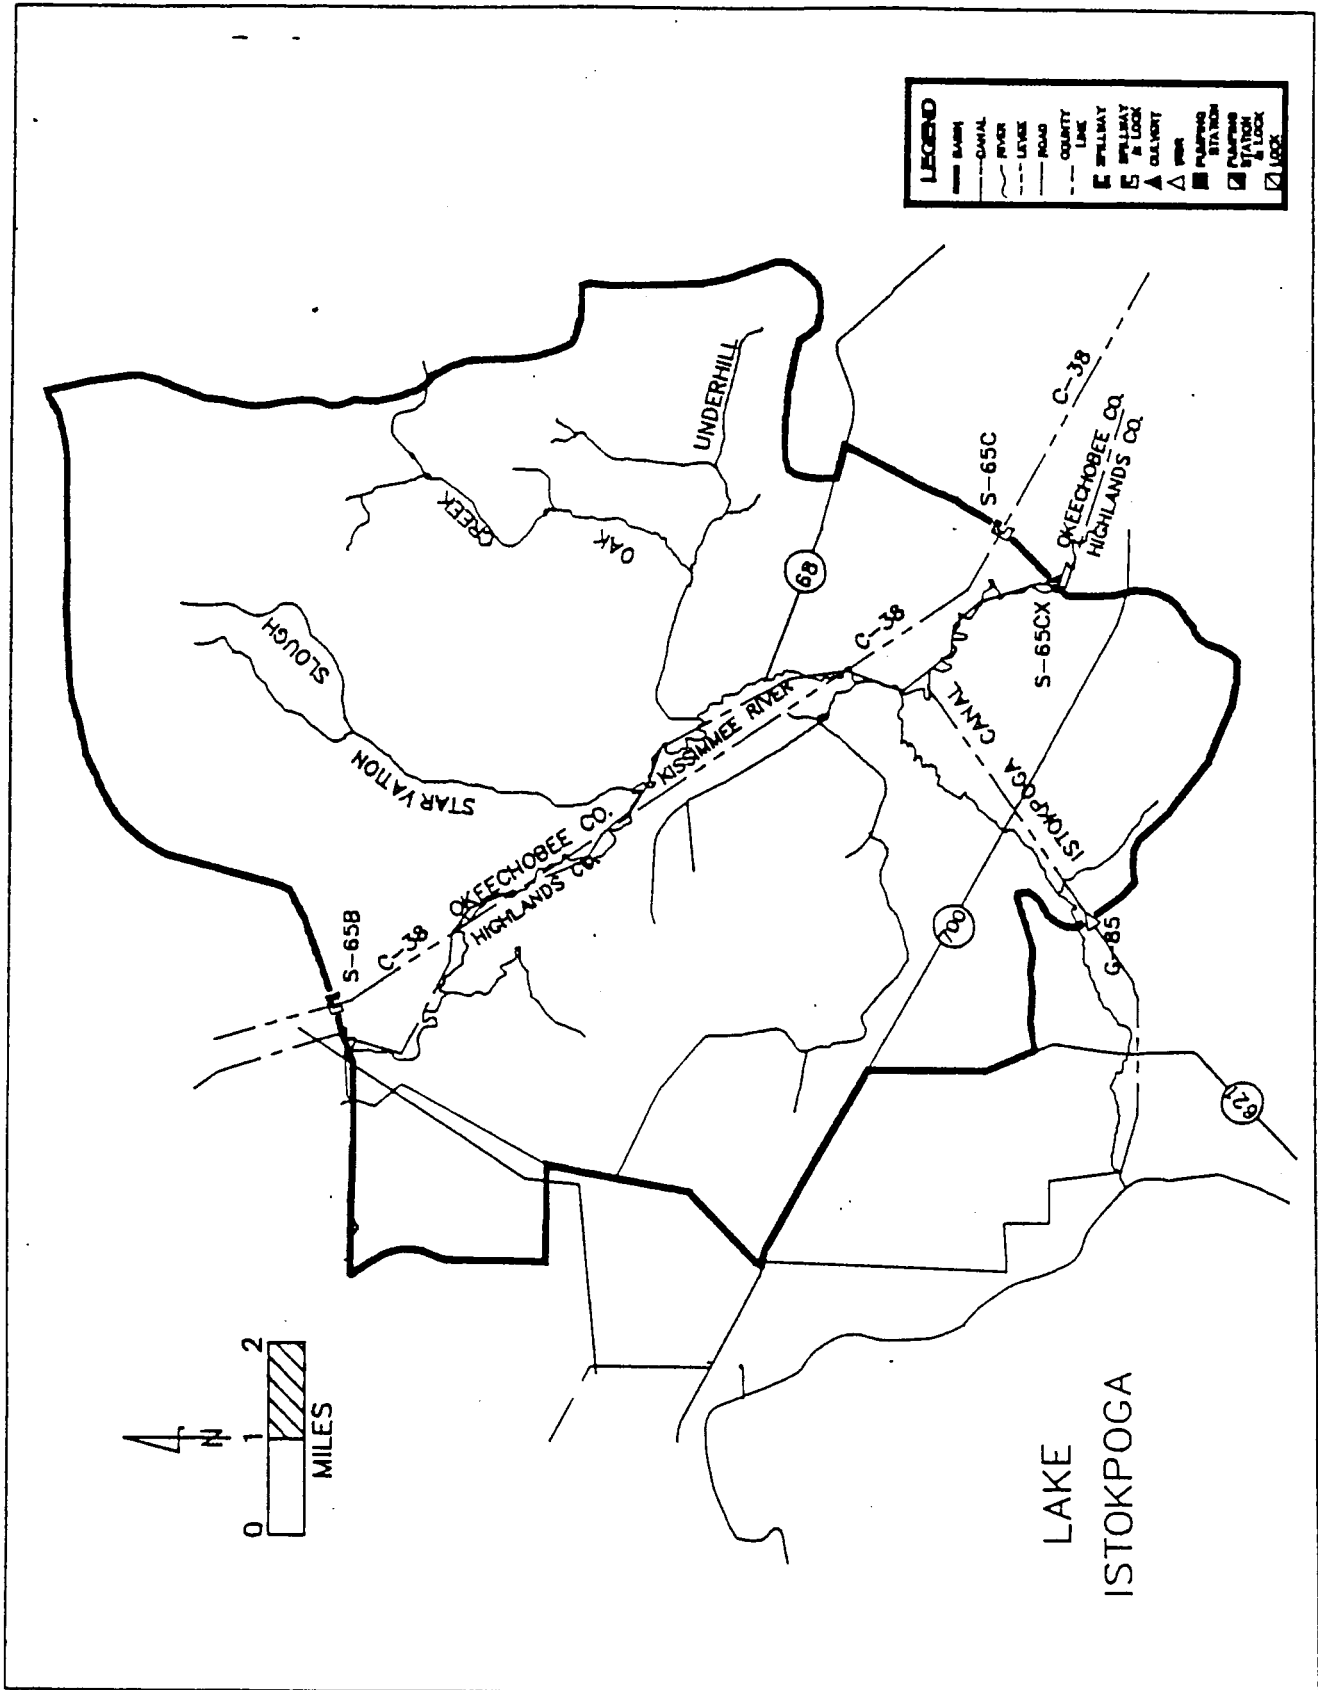 LEGEND
BASIN
CANAL
RIVER
LEVEE
ROAD
COUNTY
LINE
SPILLWAY
SPILLWAY
& LOCK
CULVERT
WEIR
PUMPING
STATION
PUMPING
STATION
& LOCK
LOCK
N
0 1 2
MILES
S-65B
C-38
OKEECHOBEE CO.
HIGHLANDS CO.
STARVATION
SLOUGH
CREEK
OAK
UNDERHILL
KISSIMMEE RIVER
68
C-38
S-65C
C-38
OKEECHOBEE CO.
HIGHLANDS CO.
S-65CX
ISTOKPOGA CANAL
700
G-85
621
LAKE
ISTOKPOGA